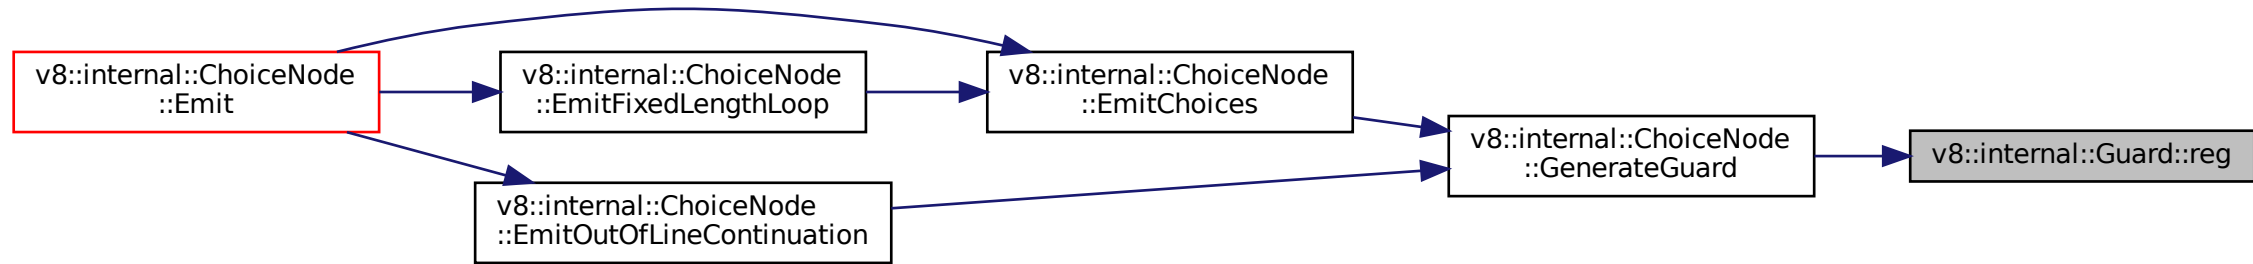 v8::internal::ChoiceNode
::Emit
v8::internal::ChoiceNode
::EmitFixedLengthLoop
v8::internal::ChoiceNode
::EmitChoices
v8::internal::ChoiceNode
::EmitOutOfLineContinuation
v8::internal::ChoiceNode
::GenerateGuard
v8::internal::Guard::reg